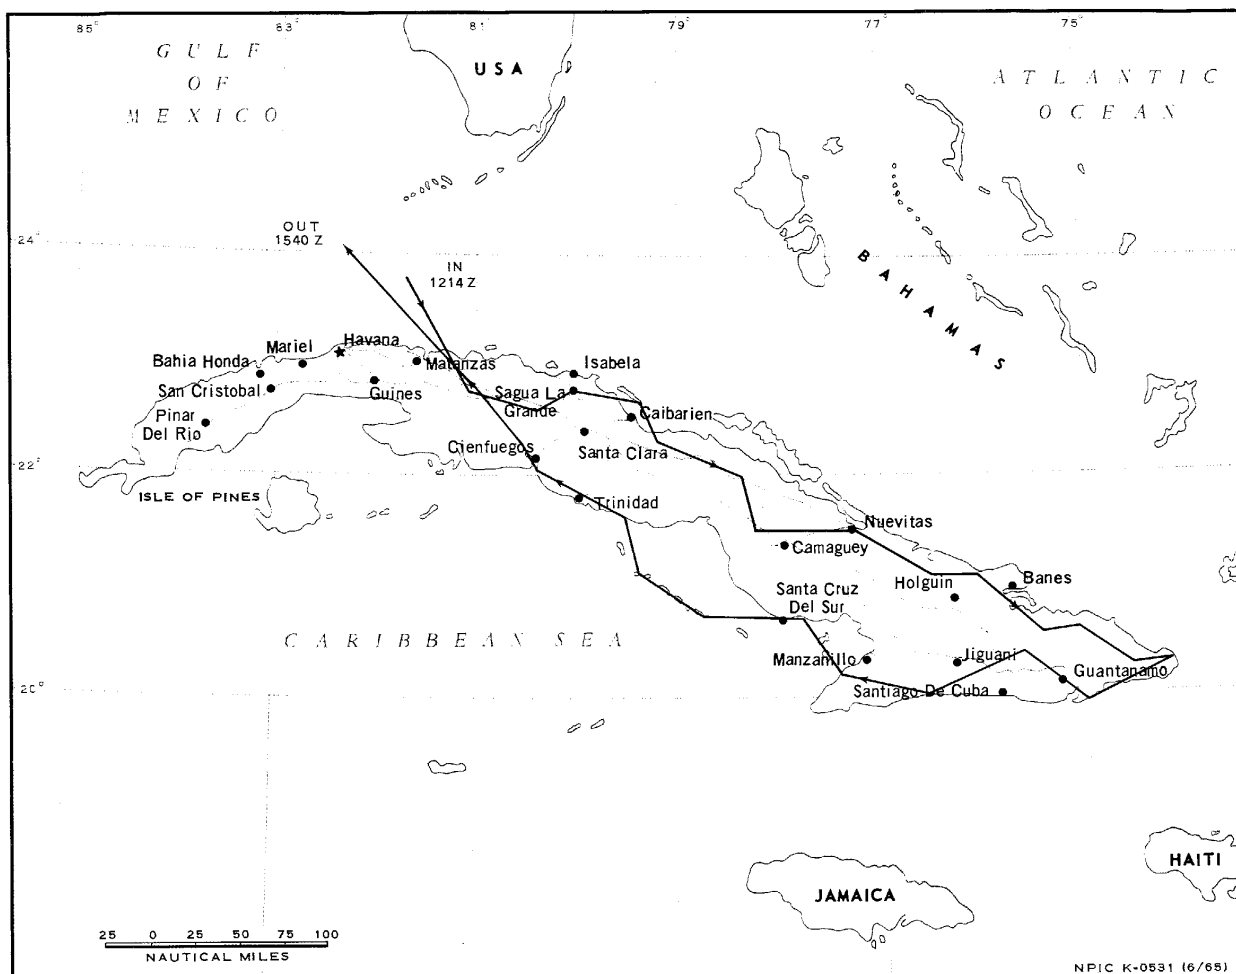 85°
83°
81
79°
77°
75°
GULF
OF
MEXICO
USA
ATLANTIC
OCEAN
OUT
1540 Z
24°
IN
1214 Z
BAHAMAS
Havana
Mariel
Bahia Honda
Matanzas
Isabela
San Cristobal
Guines
Sagua La
Grande
Caibarien
Pinar
Del Rio
Cienfuegos
Santa Clara
22°
ISLE OF PINES
Trinidad
Nuevitas
Camaguey
Holguin
Banes
Santa Cruz
Del Sur
CARIBBEAN SEA
Manzanillo
Jiguani
Guantanamo
20°
Santiago De Cuba
HAITI
JAMAICA
25 0 25 50 75 100
NAUTICAL MILES
NPIC K-0531 (6/65)